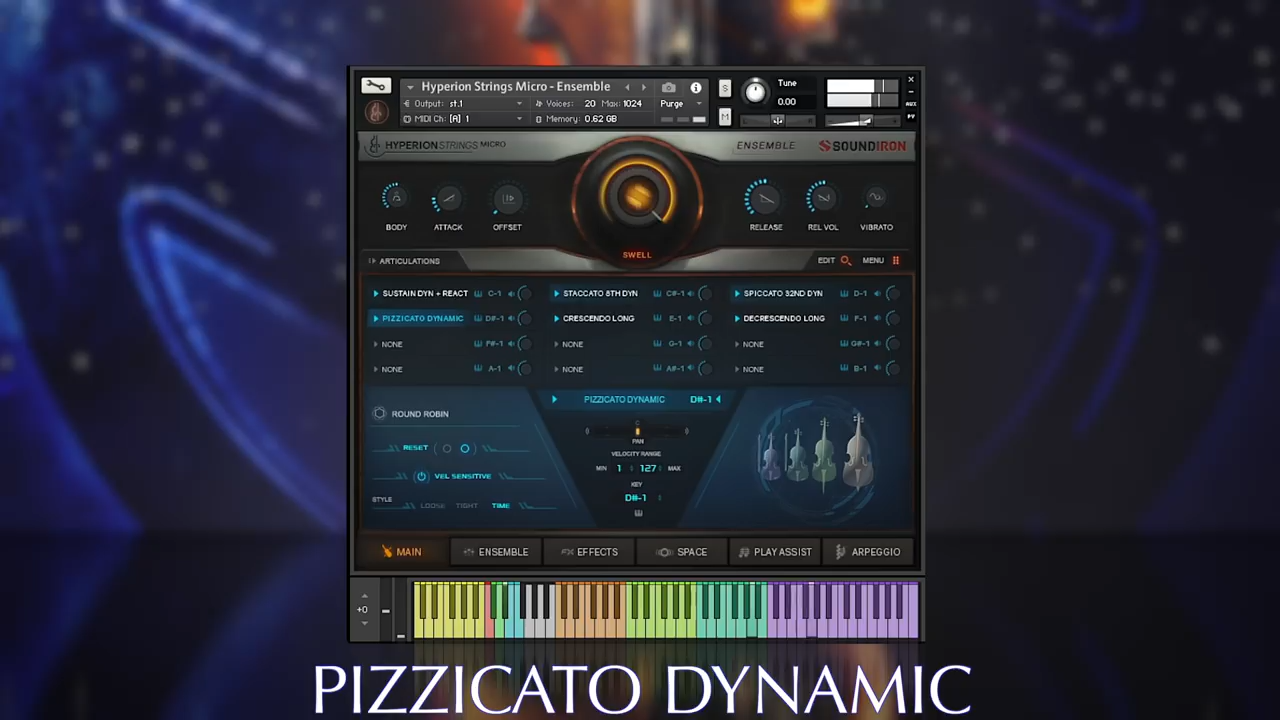 Hyperion Strings Micro - Ensemble
Output: st.1 Voices: 20 Max: 1024 Purge
MIDI Ch: [A] 1 Memory: 0.62 GB
S
M
Tune
0.00
AUX
PV
HYPERION STRINGS MICRO
ENSEMBLE SOUNDIRON
BODY ATTACK OFFSET
SWELL
RELEASE REL VOL VIBRATO
ARTICULATIONS EDIT MENU
SUSTAIN DYN + REACT C-1 STACCATO 8TH DYN C#-1 SPICCATO 32ND DYN D-1
PIZZICATO DYNAMIC D#-1 CRESCENDO LONG E-1 DECRESCENDO LONG F-1
NONE F#-1 NONE G-1 NONE G#-1
NONE A-1 NONE A#-1 NONE B-1
PIZZICATO DYNAMIC D#-1
ROUND ROBIN
RESET
VEL SENSITIVE
STYLE LOOSE TIGHT TIME
C
PAN
VELOCITY RANGE
MIN 1 127 MAX
KEY
D#-1
MAIN ENSEMBLE FX EFFECTS SPACE PLAY ASSIST ARPEGGIO
+0
PIZZICATO DYNAMIC